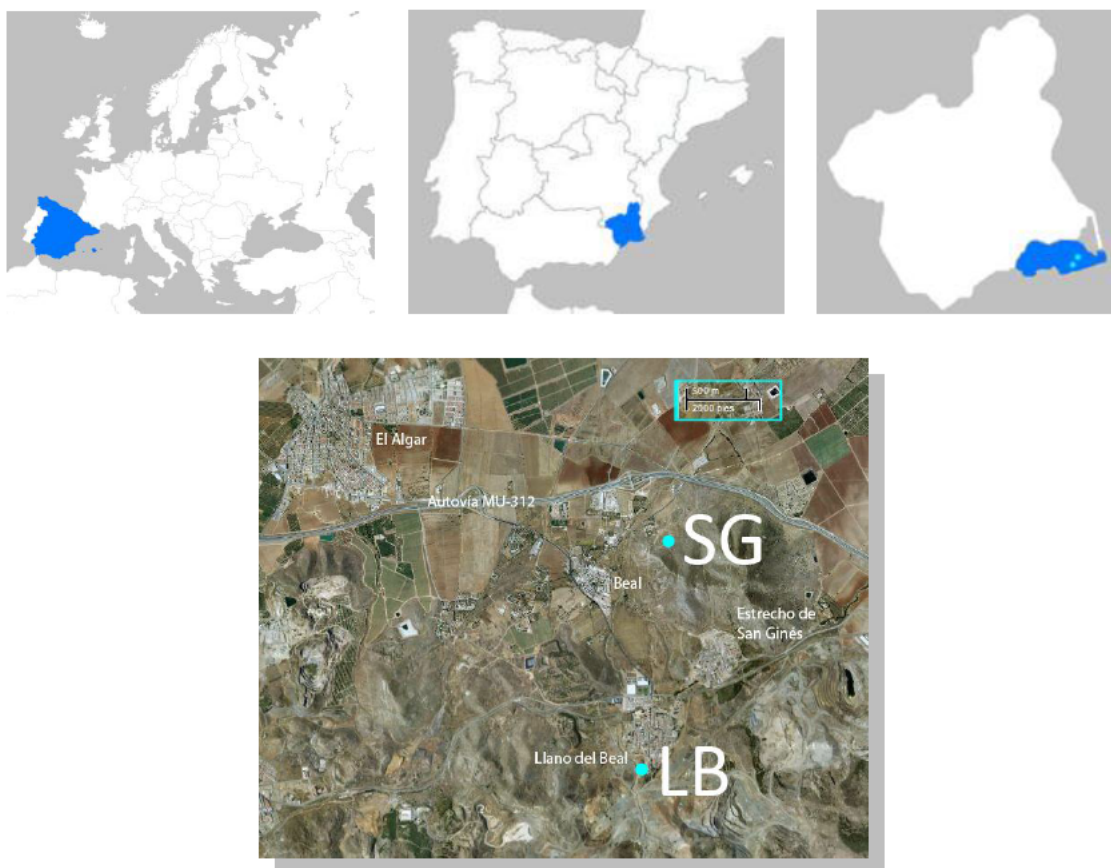 500 m
2000 pies
El Algar
Autovía MU-312
SG
Beal
Estrecho de
San Ginés
Llano del Beal
LB